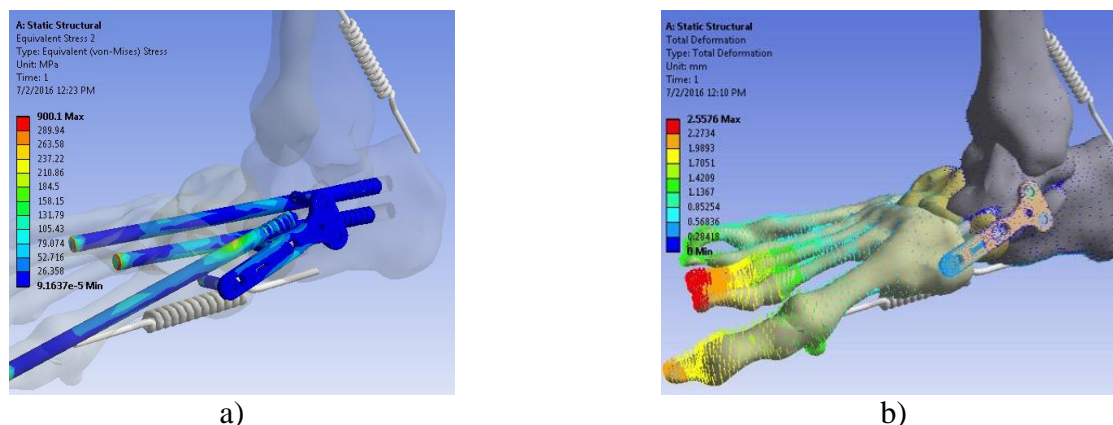 A: Static Structural
Equivalent Stress 2
Type: Equivalent (von-Mises) Stress
Unit: MPa
Time: 1
7/2/2016 12:23 PM
900.1 Max
289.94
263.58
237.22
210.86
184.5
158.15
131.79
105.43
79.074
52.716
26.358
9.1637e-5 Min
a)
A: Static Structural
Total Deformation
Type: Total Deformation
Unit: mm
Time: 1
7/2/2016 12:10 PM
2.5576 Max
2.2734
1.9893
1.7051
1.4209
1.1367
0.85254
0.56836
0.28418
0 Min
b)